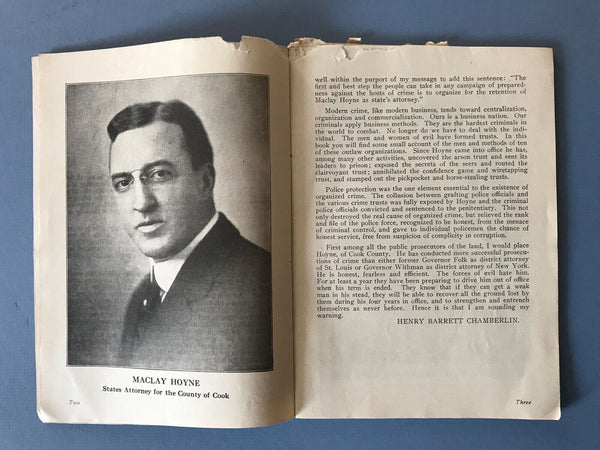 MACLAY HOYNE
States Attorney for the County of Cook
Two
well within the purport of my message to add this sentence: "The
first and best step the people can take in any campaign of prepared-
ness against the hosts of crime is to organize for the retention of
Maclay Hoyne as state's attorney."
Modern crime, like modern business, tends toward centralization,
organization and commercialization. Ours is a business nation. Our
criminals apply business methods. They are the hardest criminals in
the world to combat. No longer do we have to deal with the indi-
vidual. The men and women of evil have formed trusts. In this
book you will find some small account of the men and methods of ten
of these outlaw organizations. Since Hoyne came into office he has,
among many other activities, uncovered the arson trust and sent its
leaders to prison; exposed the secrets of the seers and routed the
clairvoyant trust; annihilated the confidence game and wiretapping
trust, and stamped out the pickpocket and horse-stealing trusts.
Police protection was the one element essential to the existence of
organized crime. The collusion between grafting police officials and
the various crime trusts was fully exposed by Hoyne and the criminal
police officials convicted and sentenced to the penitentiary. This not
only destroyed the real cause of organized crime, but relieved the rank
and file of the police force, recognized to be honest, from the menace
of criminal control, and gave to individual policemen the chance of
honest service, free from suspicion of complicity in corruption.
First among all the public prosecutors of the land, I would place
Hoyne, of Cook County. He has conducted more successful prosecu-
tions of crime than either former Governor Folk as district attorney
of St. Louis or Governor Withman as district attorney of New York.
He is honest, fearless and efficient. The forces of evil hate him.
For at least a year they have been preparing to drive him out of office
when his term is ended. They know that if they can get a weak
man in his stead, they will be able to recover all the ground lost by
them during his four years in office, and to strengthen and entrench
themselves as never before. Hence it is that I am sounding my
warning.
HENRY BARRETT CHAMBERLIN.
Three